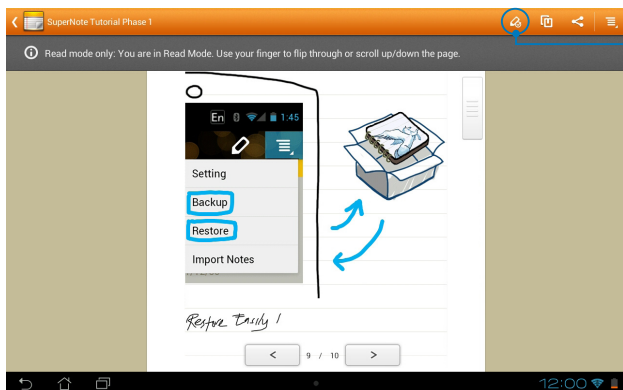 SuperNote Tutorial Phase 1
Read mode only: You are in Read Mode. Use your finger to flip through or scroll up/down the page.
En 1:45
Setting
Backup
Restore
Import Notes
Restore Easily !
< 9 / 10 >
12:00